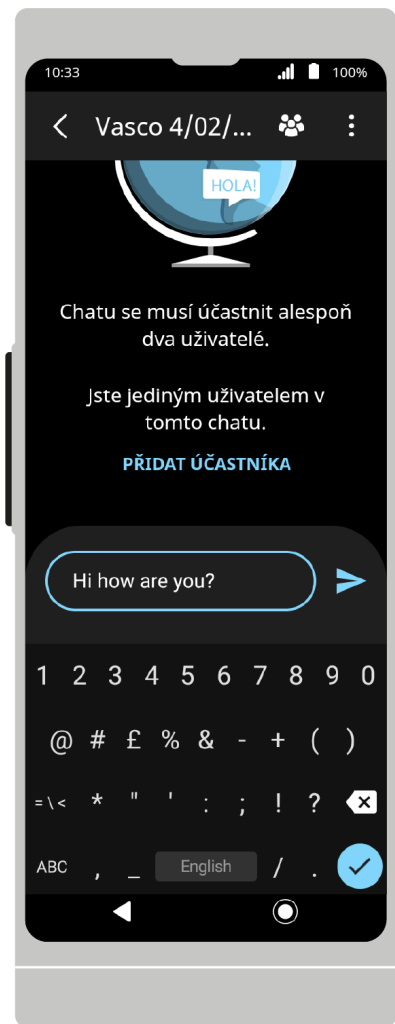 10:33 100%
Vasco 4/02/...
HOLA!
Chatu se musí účastnit alespoň
dva uživatelé.
Jste jediným uživatelem v
tomto chatu.
PŘIDAT ÚČASTNÍKA
Hi how are you?
1 2 3 4 5 6 7 8 9 0
@ # £ % & - + ( )
= \ < * " ' : ; ! ?
ABC , _ English / .